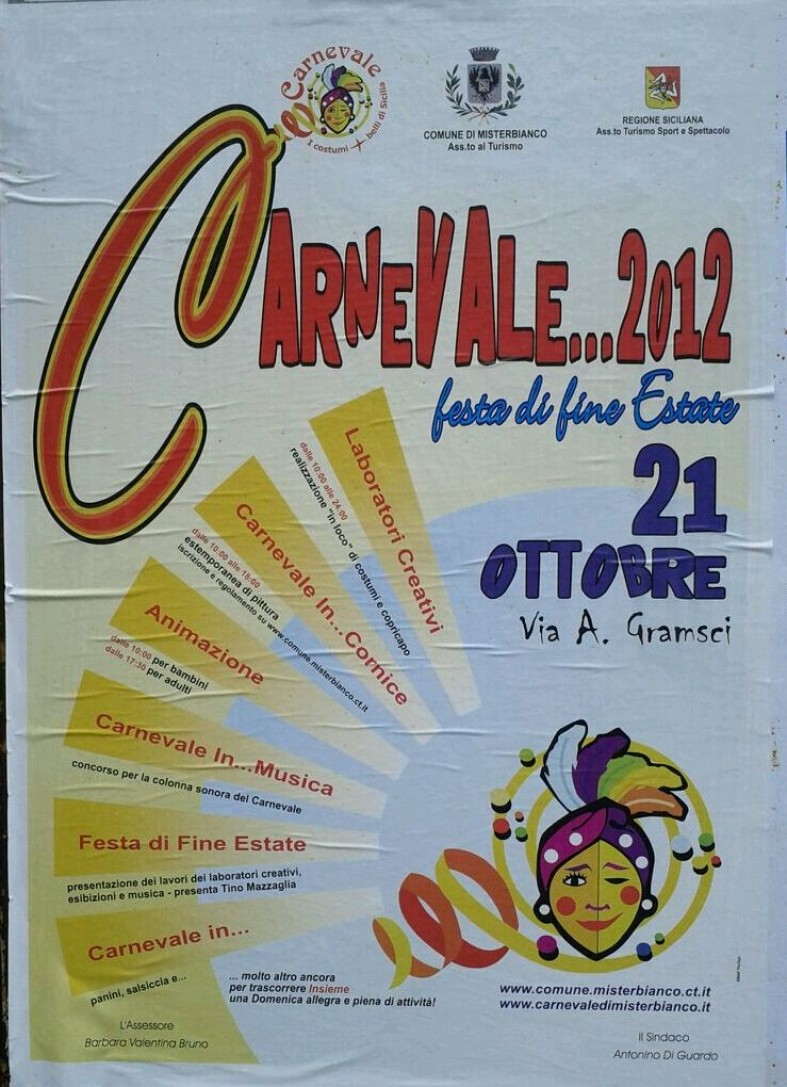 Carnevale
I costumi + belli di Sicilia
COMUNE DI MISTERBIANCO
Ass.to al Turismo
REGIONE SICILIANA
Ass.to Turismo Sport e Spettacolo
CARNEVALE...2012
festa di fine Estate
21
OTTOBRE
Via A. Gramsci
Laboratori Creativi
dalle 10:00 alle 24:00
realizzazione "in loco" di costumi e copricapo
Carnevale In...Cornice
dalle 10:00 alle 18:00
estemporanea di pittura
iscrizione e regolamento su www.comune.misterbianco.ct.it
Animazione
dalle 10:00 per bambini
dalle 17:30 per adulti
Carnevale In...Musica
concorso per la colonna sonora del Carnevale
Festa di Fine Estate
presentazione dei lavori dei laboratori creativi,
esibizioni e musica - presenta Tino Mazzaglia
Carnevale in...
panini, salsiccia e...
... molto altro ancora
per trascorrere Insieme
una Domenica allegra e piena di attività!
www.comune.misterbianco.ct.it
www.carnevaledimisterbianco.it
L'Assessore
Barbara Valentina Bruno
Il Sindaco
Antonino Di Guardo